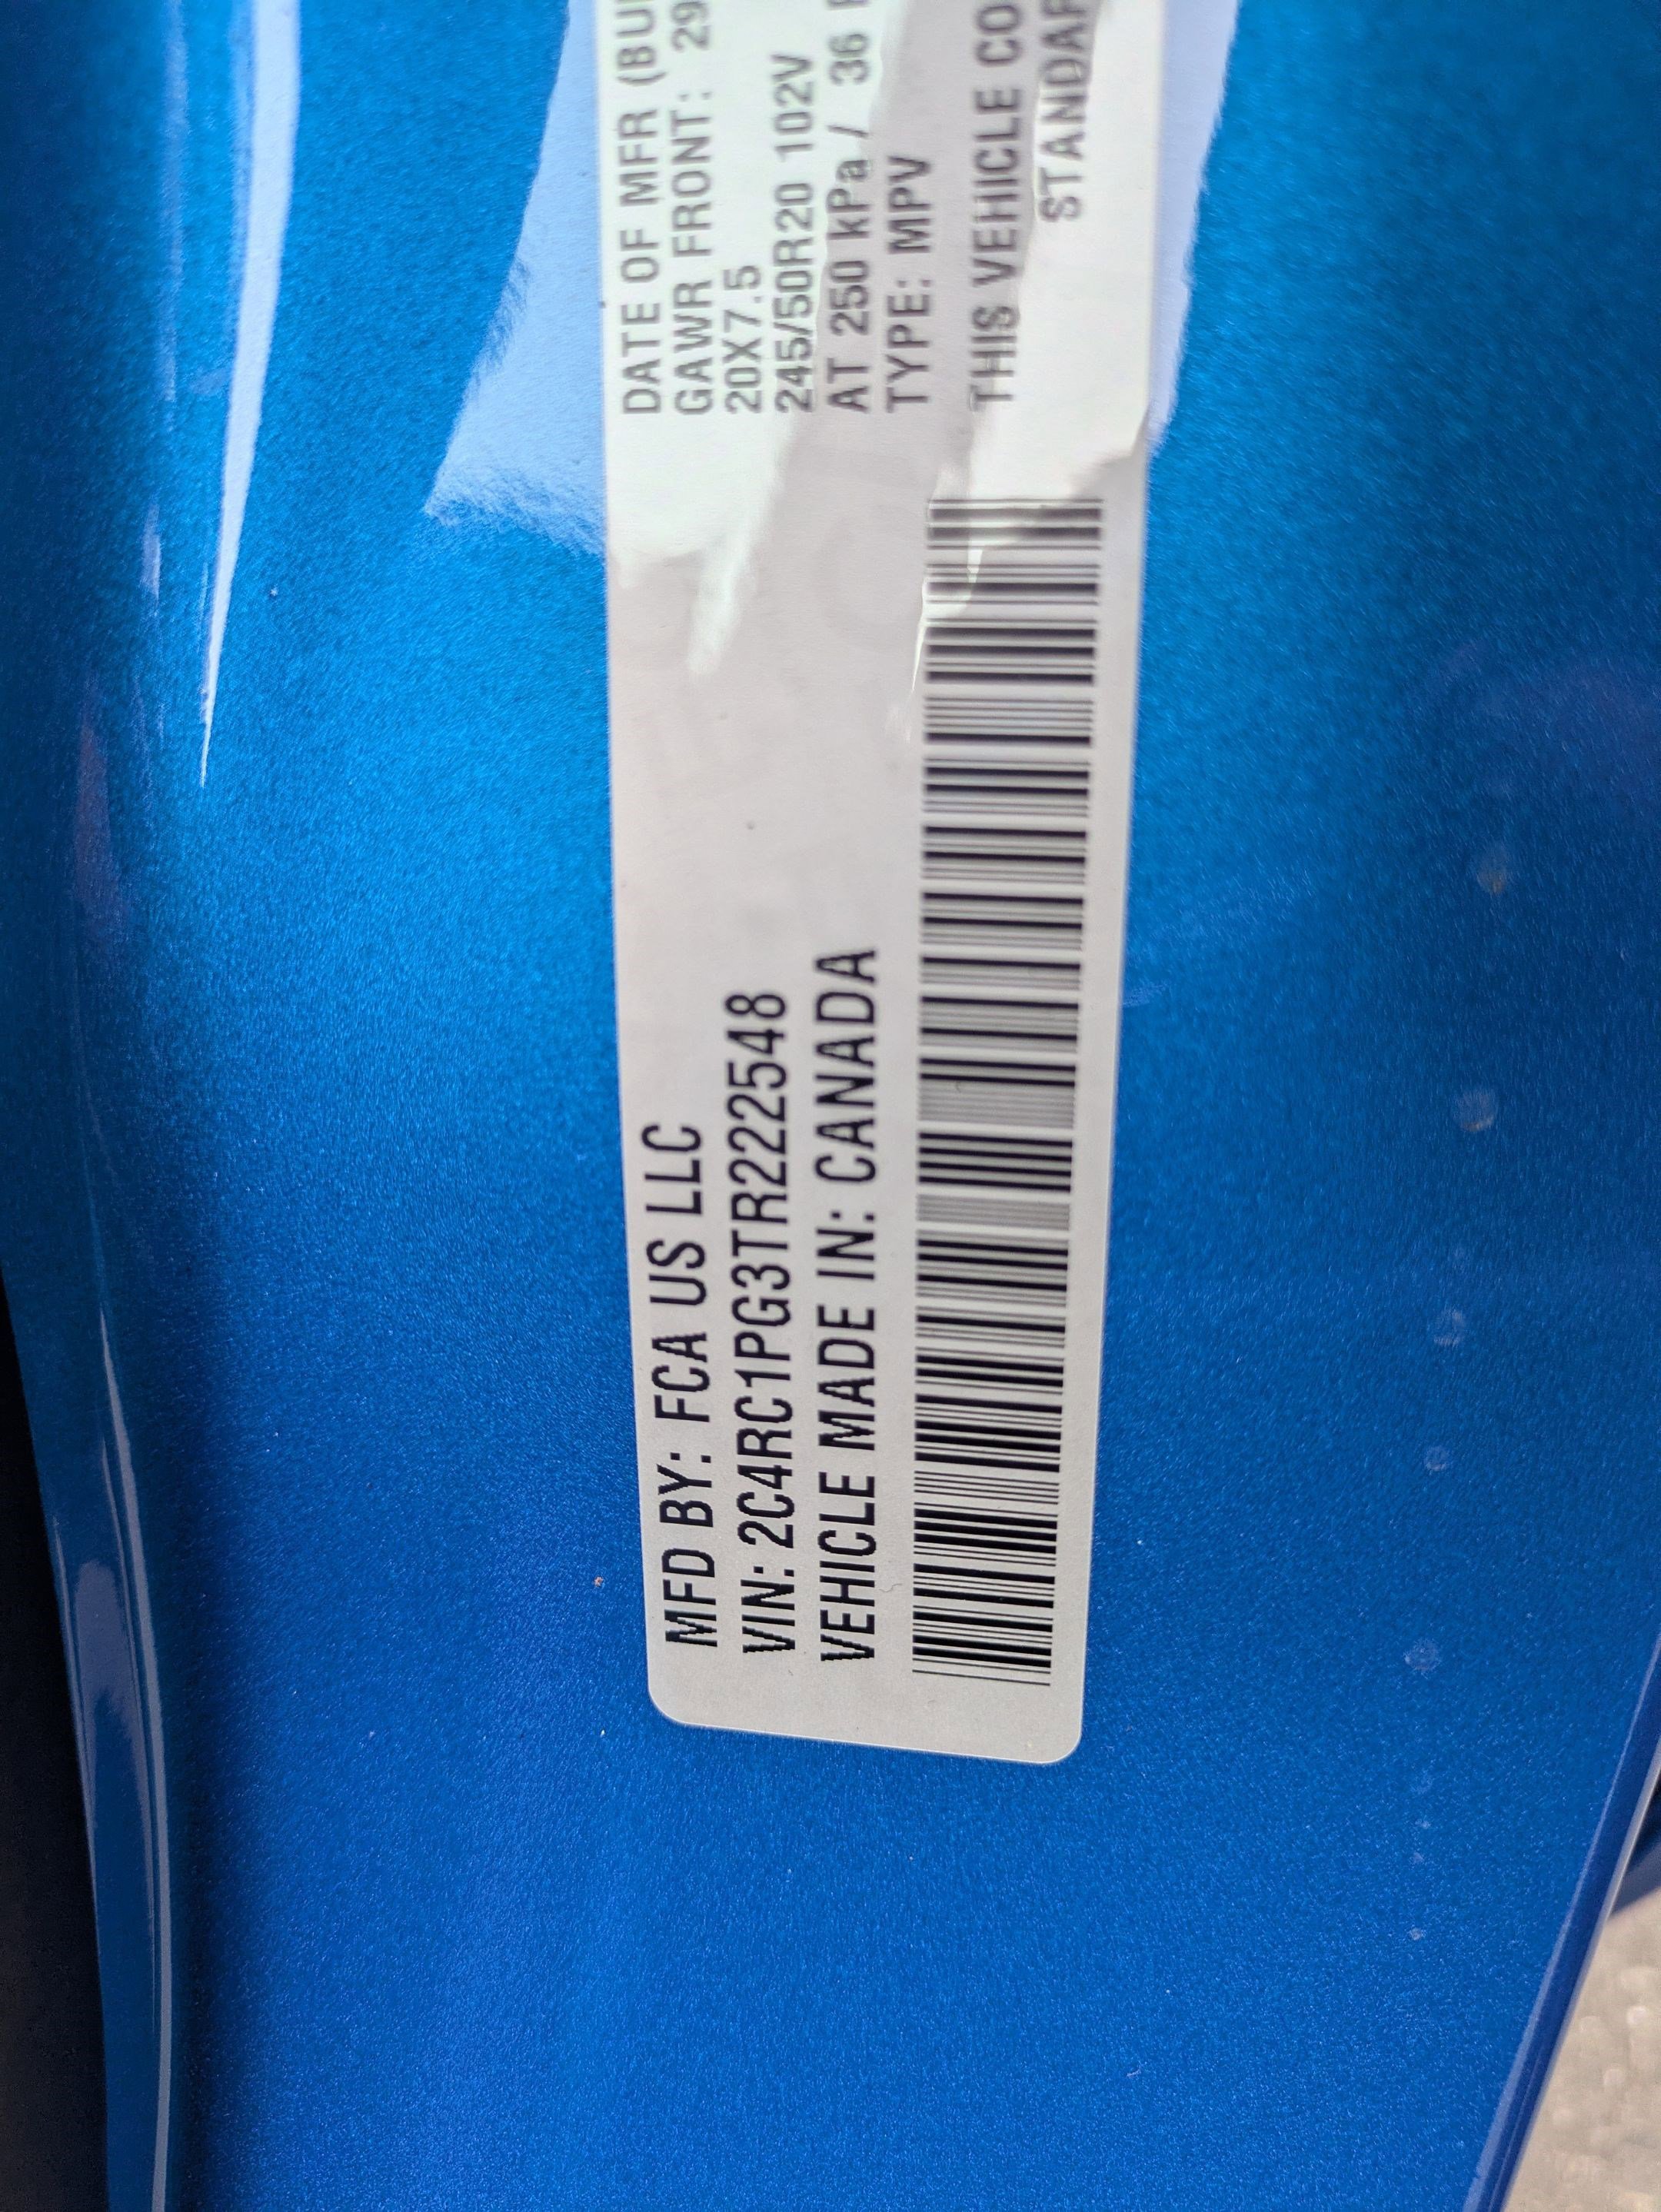 MFD BY: FCA US LLC
VIN: 2C4RC1PG3TR222548
VEHICLE MADE IN: CANADA
DATE OF MFR (BU
GAWR FRONT: 29
20X7.5
245/50R20 102V
AT 250 kPa / 36
TYPE: MPV
THIS VEHICLE CO
STANDAR